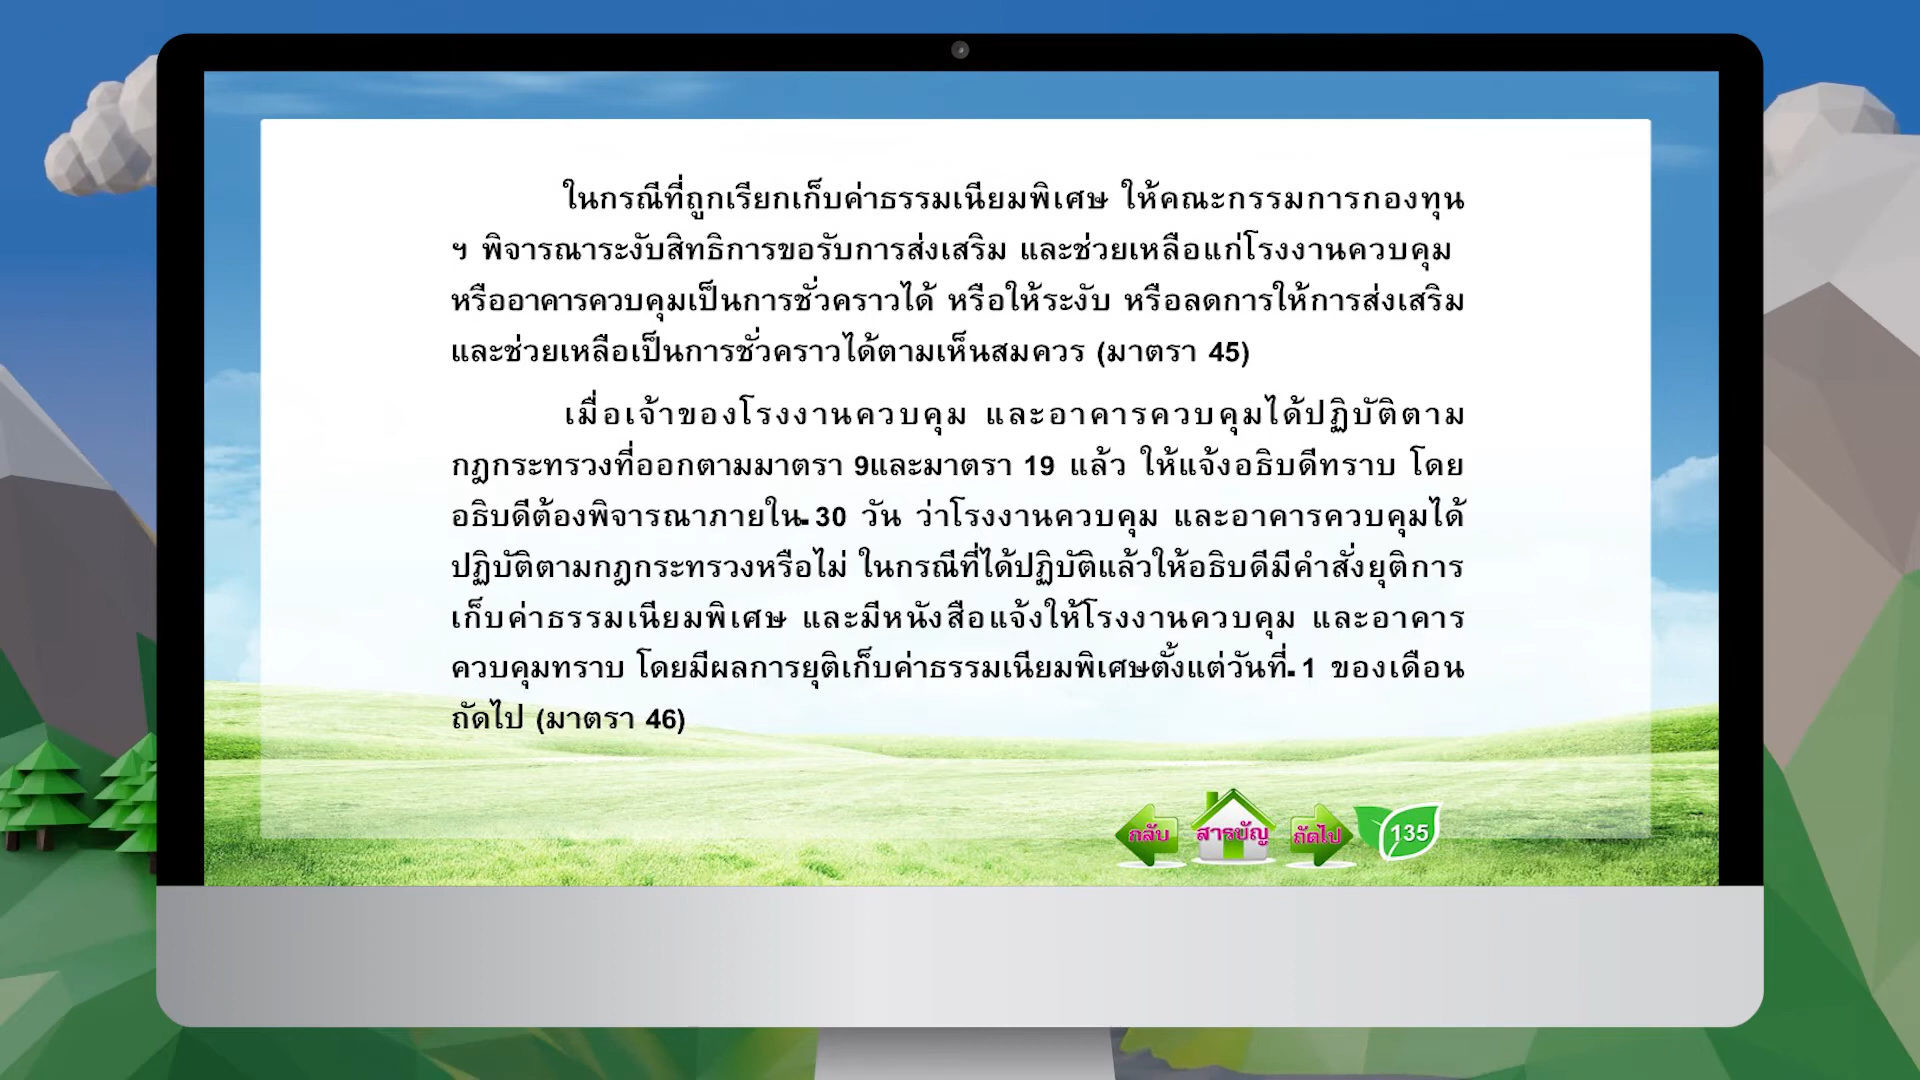 ในกรณีที่ถูกเรียกเก็บค่าธรรมเนียมพิเศษ ให้คณะกรรมการกองทุน
ฯ พิจารณาระงับสิทธิการขอรับการส่งเสริม และช่วยเหลือแก่โรงงานควบคุม
หรืออาคารควบคุมเป็นการชั่วคราวได้ หรือให้ระงับ หรือลดการให้การส่งเสริม
และช่วยเหลือเป็นการชั่วคราวได้ตามเห็นสมควร (มาตรา 45)
เมื่อเจ้าของโรงงานควบคุม และอาคารควบคุมได้ปฏิบัติตาม
กฎกระทรวงที่ออกตามมาตรา 9และมาตรา 19 แล้ว ให้แจ้งอธิบดีทราบ โดย
อธิบดีต้องพิจารณาภายใน 30 วัน ว่าโรงงานควบคุม และอาคารควบคุมได้
ปฏิบัติตามกฎกระทรวงหรือไม่ ในกรณีที่ได้ปฏิบัติแล้วให้อธิบดีมีคำสั่งยุติการ
เก็บค่าธรรมเนียมพิเศษ และมีหนังสือแจ้งให้โรงงานควบคุม และอาคาร
ควบคุมทราบ โดยมีผลการยุติเก็บค่าธรรมเนียมพิเศษตั้งแต่วันที่ 1 ของเดือน
ถัดไป (มาตรา 46)
กลับ สารบัญ ถัดไป 135